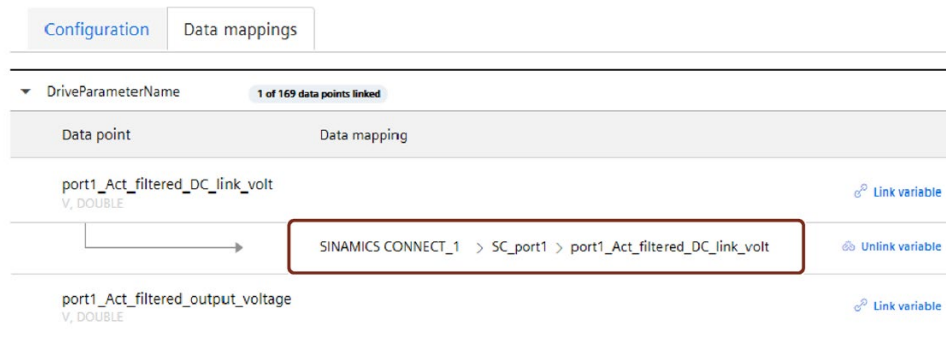 Configuration Data mappings
DriveParameterName 1 of 169 data points linked
Data point Data mapping
port1_Act_filtered_DC_link_volt
V, DOUBLE
Link variable
SINAMICS CONNECT_1 > SC_port1 > port1_Act_filtered_DC_link_volt Unlink variable
port1_Act_filtered_output_voltage
V, DOUBLE
Link variable